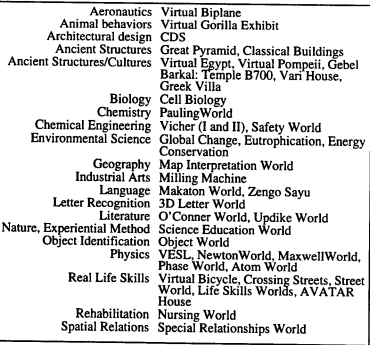 Aeronautics Virtual Biplane
Animal behaviors Virtual Gorilla Exhibit
Architectural design CDS
Ancient Structures Great Pyramid, Classical Buildings
Ancient Structures/Cultures Virtual Egypt, Virtual Pompeii, Gebel
Barkal: Temple B700, Vari House,
Greek Villa
Biology Cell Biology
Chemistry PaulingWorld
Chemical Engineering Vicher (I and II), Safety World
Environmental Science Global Change, Eutrophication, Energy
Conservation
Geography Map Interpretation World
Industrial Arts Milling Machine
Language Makaton World, Zengo Sayu
Letter Recognition 3D Letter World
Literature O'Conner World, Updike World
Nature, Experiential Method Science Education World
Object Identification Object World
Physics VESL, NewtonWorld, MaxwellWorld,
Phase World, Atom World
Real Life Skills Virtual Bicycle, Crossing Streets, Street
World, Life Skills Worlds, AVATAR
House
Rehabilitation Nursing World
Spatial Relations Special Relationships World